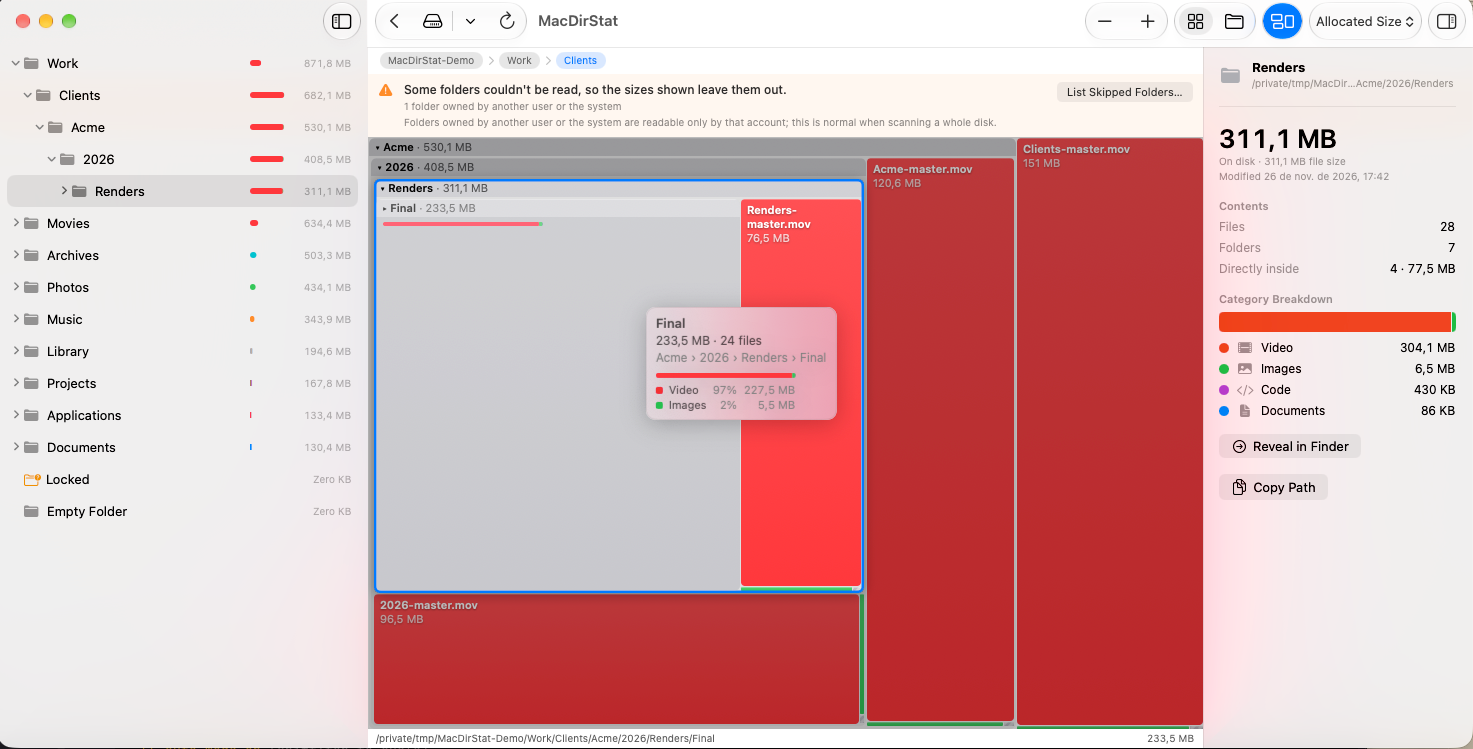 MacDirStat
Allocated Size
Work 871,8 MB
Clients 682,1 MB
Acme 530,1 MB
2026 408,5 MB
Renders 311,1 MB
Movies 634,4 MB
Archives 503,3 MB
Photos 434,1 MB
Music 343,9 MB
Library 194,6 MB
Projects 167,8 MB
Applications 133,4 MB
Documents 130,4 MB
Locked Zero KB
Empty Folder Zero KB
MacDirStat-Demo Work Clients
Some folders couldn't be read, so the sizes shown leave them out.
1 folder owned by another user or the system
Folders owned by another user or the system are readable only by that account; this is normal when scanning a whole disk.
List Skipped Folders...
Acme · 530,1 MB
2026 · 408,5 MB
Renders · 311,1 MB
Final · 233,5 MB
Renders-
master.mov
76,5 MB
Final
233,5 MB · 24 files
Acme › 2026 › Renders › Final
Video 97% 227,5 MB
Images 2% 5,5 MB
2026-master.mov
96,5 MB
Acme-master.mov
120,6 MB
Clients-master.mov
151 MB
/private/tmp/MacDirStat-Demo/Work/Clients/Acme/2026/Renders/Final 233,5 MB
Renders
/private/tmp/MacDir...Acme/2026/Renders
311,1 MB
On disk · 311,1 MB file size
Modified 26 de nov. de 2026, 17:42
Contents
Files 28
Folders 7
Directly inside 4 · 77,5 MB
Category Breakdown
Video 304,1 MB
Images 6,5 MB
Code 430 KB
Documents 86 KB
Reveal in Finder
Copy Path